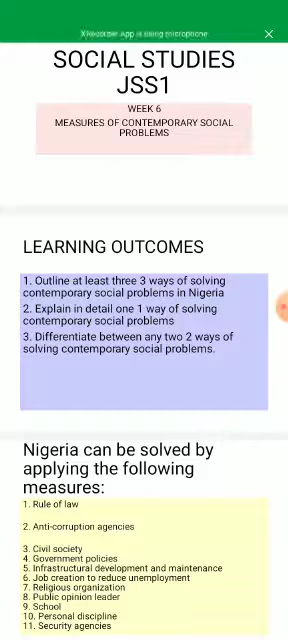 XRecorder App is using microphone
SOCIAL STUDIES
JSS1
WEEK 6
MEASURES OF CONTEMPORARY SOCIAL
PROBLEMS
LEARNING OUTCOMES
1. Outline at least three 3 ways of solving
contemporary social problems in Nigeria
2. Explain in detail one 1 way of solving
contemporary social problems
3. Differentiate between any two 2 ways of
solving contemporary social problems.
Nigeria can be solved by
applying the following
measures:
1. Rule of law
2. Anti-corruption agencies
3. Civil society
4. Government policies
5. Infrastructural development and maintenance
6. Job creation to reduce unemployment
7. Religious organization
8. Public opinion leader
9. School
10. Personal discipline
11. Security agencies